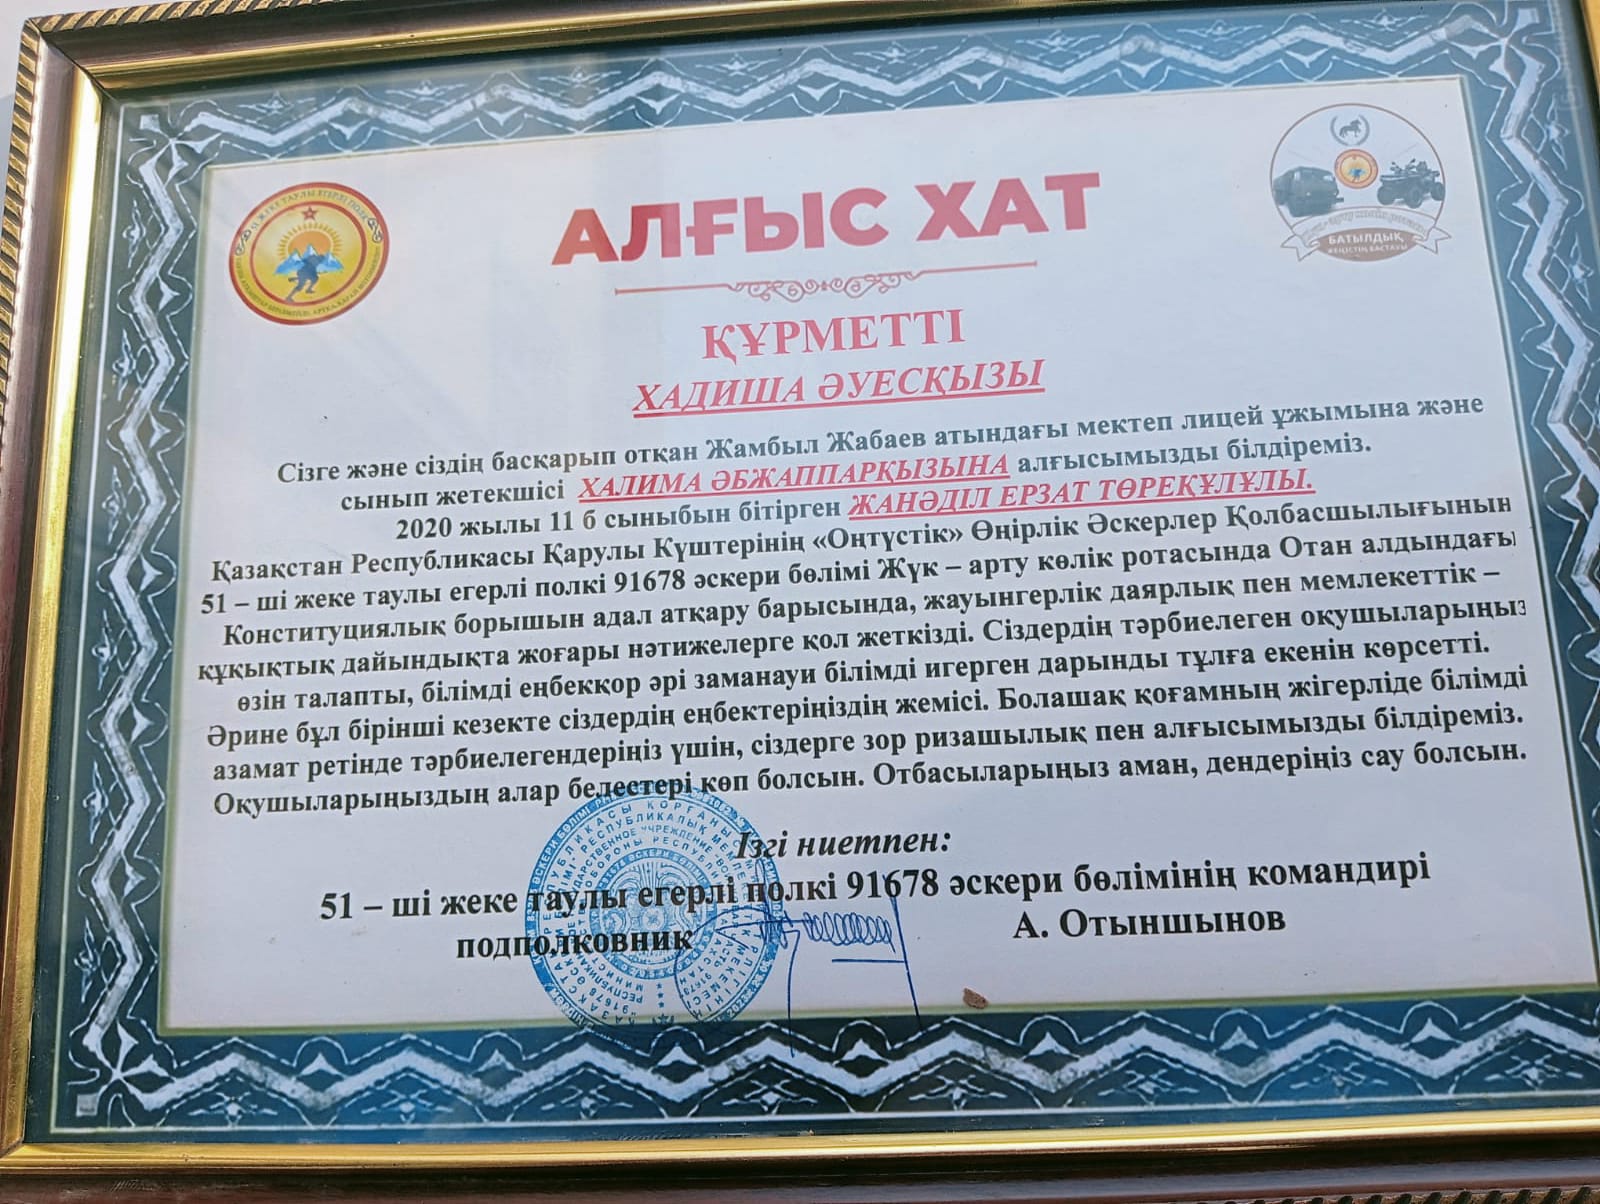 АЛҒЫС ХАТ
БАТЫЛДЫҚ
ЖЕҢІСТІҢ БАСТАУЫ
ҚҰРМЕТТІ
ХАДИША ӘУЕСҚЫЗЫ
Сізге және сіздің басқарып отқан Жамбыл Жабаев атындағы мектеп лицей ұжымына және
сынып жетекшісі ХАЛИМА ӘБЖАППАРҚЫЗЫНА алғысымызды білдіреміз.
2020 жылы 11 б сыныбын бітірген ЖАНӘДІЛ ЕРЗАТ ТӨРЕҚҰЛҰЛЫ.
Қазақстан Республикасы Қарулы Күштерінің «Оңтүстік» Өңірлік Әскерлер Қолбасшылығының
51 – ші жеке таулы егерлі полкі 91678 әскери бөлімі Жүк – арту көлік ротасында Отан алдындағы
Конституциялық борышын адал атқару барысында, жауынгерлік даярлық пен мемлекеттік –
құқықтық дайындықта жоғары нәтижелерге қол жеткізді. Сіздердің тәрбиелеген оқушыларыңыз
өзін талапты, білімді еңбекқор әрі заманауи білімді игерген дарынды тұлға екенін көрсетті.
Әрине бұл бірінші кезекте сіздердің еңбектеріңіздің жемісі. Болашақ қоғамның жігерліде білімді
азамат ретінде тәрбиелегендеріңіз үшін, сіздерге зор ризашылық пен алғысымызды білдіреміз.
Оқушыларыңыздың алар белестері көп болсын. Отбасыларыңыз аман, дендеріңіз сау болсын.
Ізгі ниетпен:
51 – ші жеке таулы егерлі полкі 91678 әскери бөлімінің командирі
подполковник А. Отыншынов